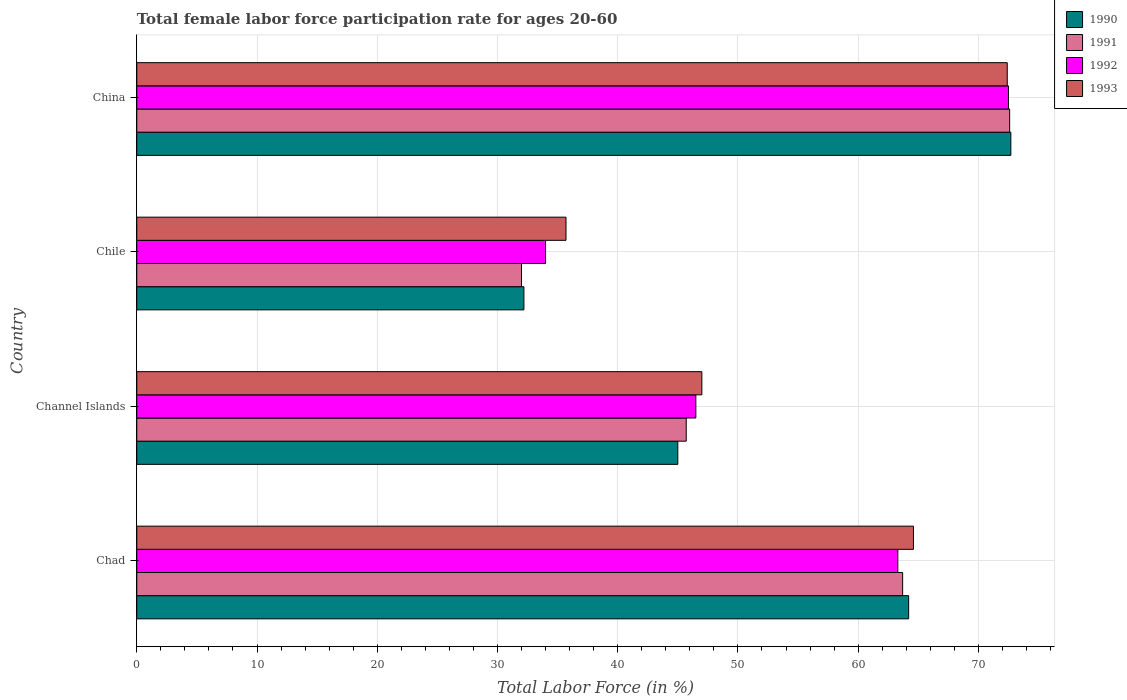 Total female labor force participation rate for ages 20-60
1990
1991
1992
1993
China
Chile
Channel Islands
Chad
Country
0
10
20
30
40
50
60
70
Total Labor Force (in %)